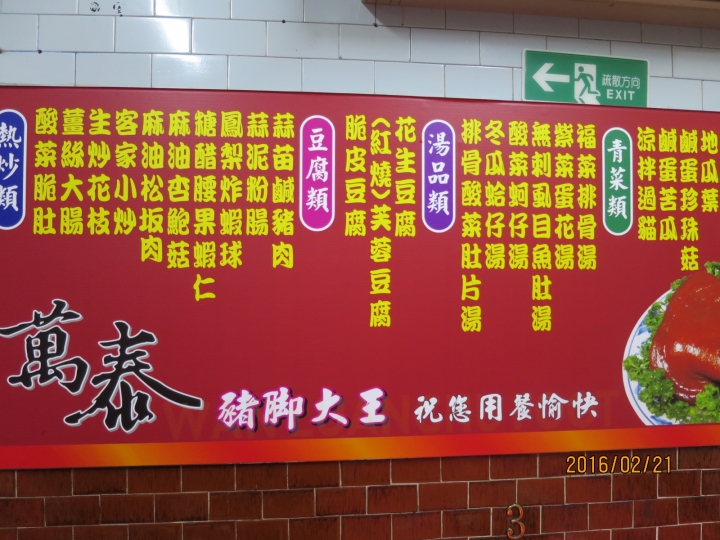 疏散方向
EXIT
熱炒類
酸菜脆肚
薑絲大腸
生炒花枝
客家小炒
麻油松坂肉
麻油杏鮑菇
糖醋腰果蝦仁
鳳梨炸蝦球
蒜泥粉腸
蒜苗鹹豬肉
豆腐類
脆皮豆腐
(紅燒)芙蓉豆腐
花生豆腐
湯品類
排骨酸菜肚片湯
冬瓜蛤仔湯
酸菜蚵仔湯
無刺虱目魚肚湯
紫菜蛋花湯
福菜排骨湯
青菜類
涼拌過貓
鹹蛋苦瓜
鹹蛋珍珠菇
地瓜葉
萬泰
豬脚大王 祝您用餐愉快
2016/02/21
3